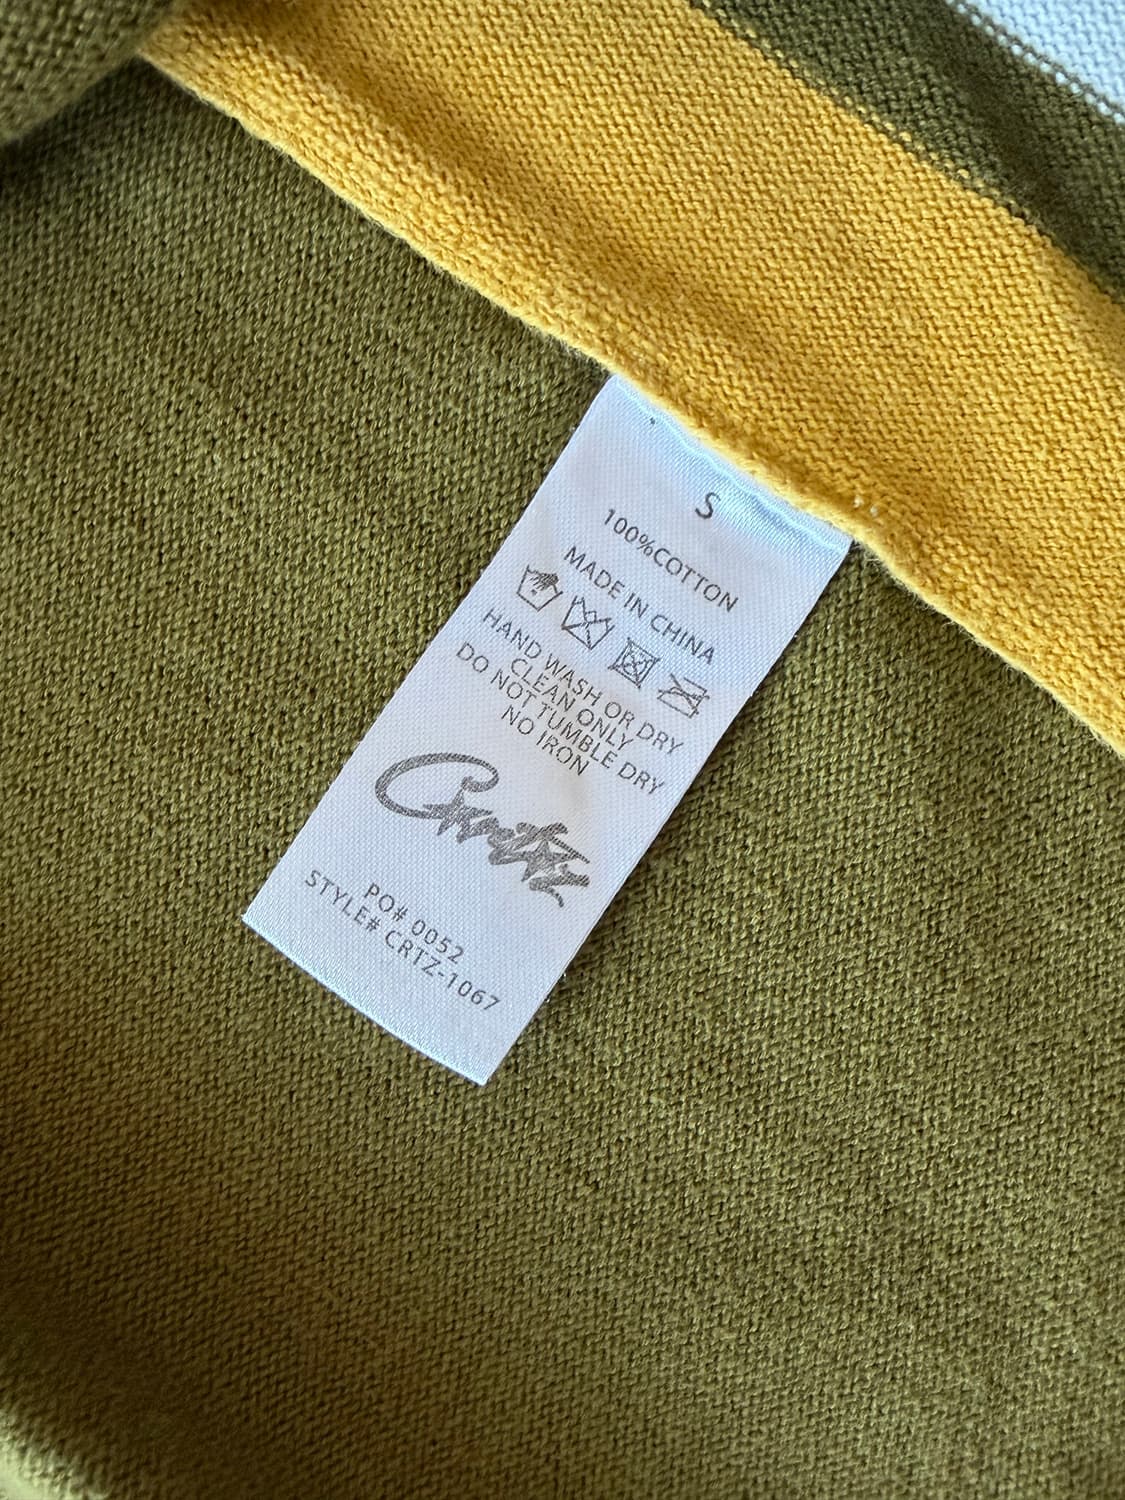 S
100%COTTON
MADE IN CHINA
HAND WASH OR DRY
CLEAN ONLY
DO NOT TUMBLE DRY
NO IRON
Corteiz
PO# 0052
STYLE# CRTZ-1067